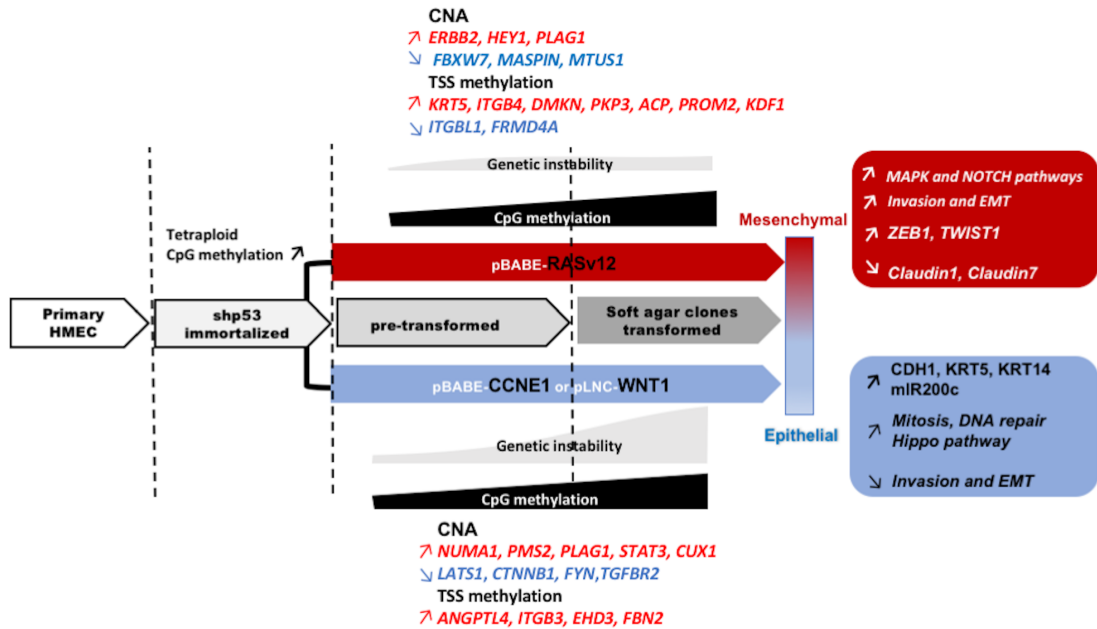 CNA
↗ ERBB2, HEY1, PLAG1
↘ FBXW7, MASPIN, MTUS1
TSS methylation
↗ KRT5, ITGB4, DMKN, PKP3, ACP, PROM2, KDF1
↘ ITGBL1, FRMD4A
Genetic instability
CpG methylation
Tetraploid
CpG methylation ↗
Mesenchymal
↗ MAPK and NOTCH pathways
↗ Invasion and EMT
↗ ZEB1, TWIST1
↘ Claudin1, Claudin7
pBABE-RASv12
Primary
HMEC
shp53
immortalized
pre-transformed
Soft agar clones
transformed
pBABE-CCNE1 or pLNC-WNT1
Epithelial
↗ CDH1, KRT5, KRT14
mIR200c
↗ Mitosis, DNA repair
Hippo pathway
↘ Invasion and EMT
Genetic instability
CpG methylation
CNA
↗ NUMA1, PMS2, PLAG1, STAT3, CUX1
↘ LATS1, CTNNB1, FYN,TGFBR2
TSS methylation
↗ ANGPTL4, ITGB3, EHD3, FBN2